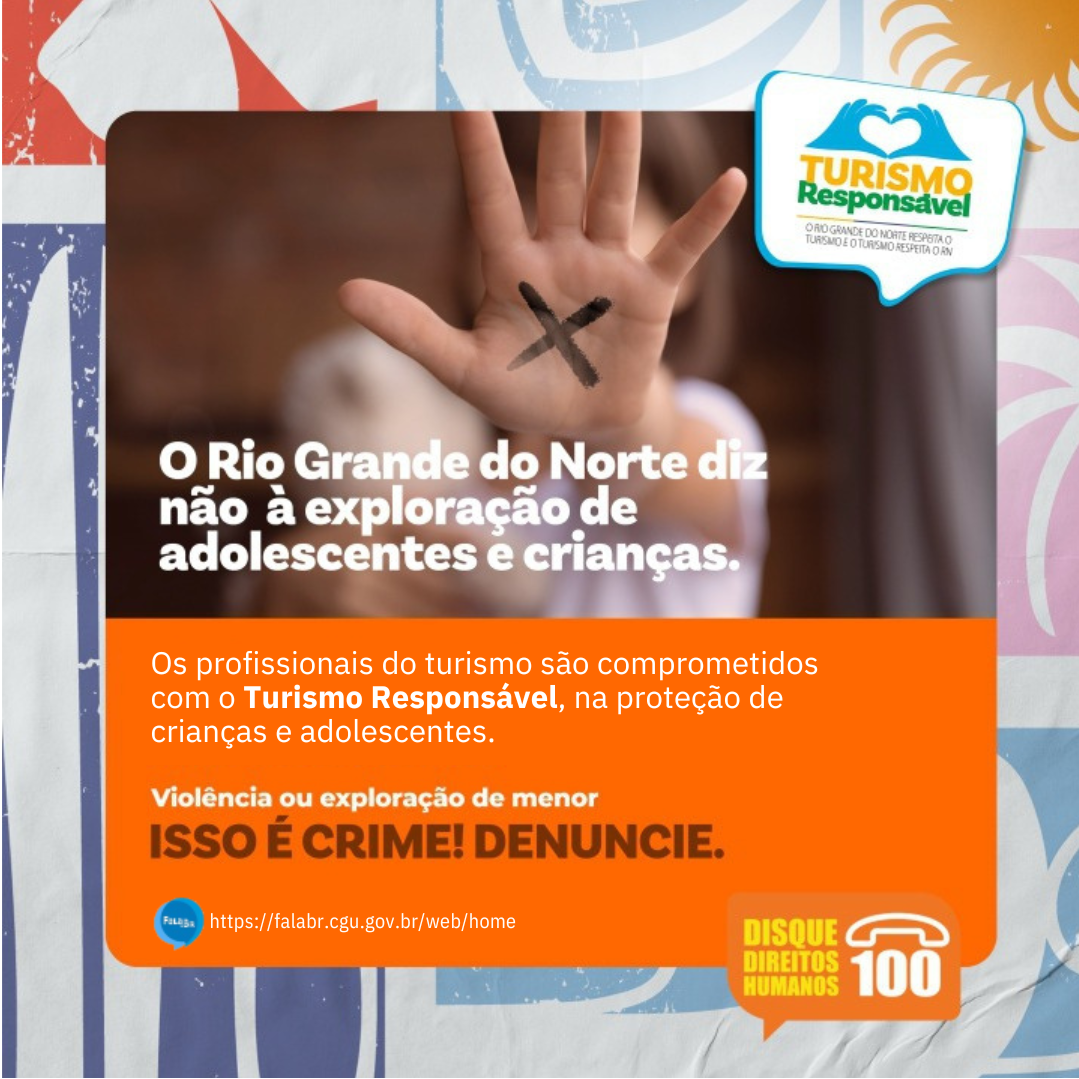 TURISMO
Responsável
O RIO GRANDE DO NORTE RESPEITA O
TURISMO E O TURISMO RESPEITA O RN
O Rio Grande do Norte diz
não à exploração de
adolescentes e crianças.
Os profissionais do turismo são comprometidos
com o Turismo Responsável, na proteção de
crianças e adolescentes.
Violência ou exploração de menor
ISSO É CRIME! DENUNCIE.
FalaBR
https://falabr.cgu.gov.br/web/home
DISQUE
DIREITOS
HUMANOS
100